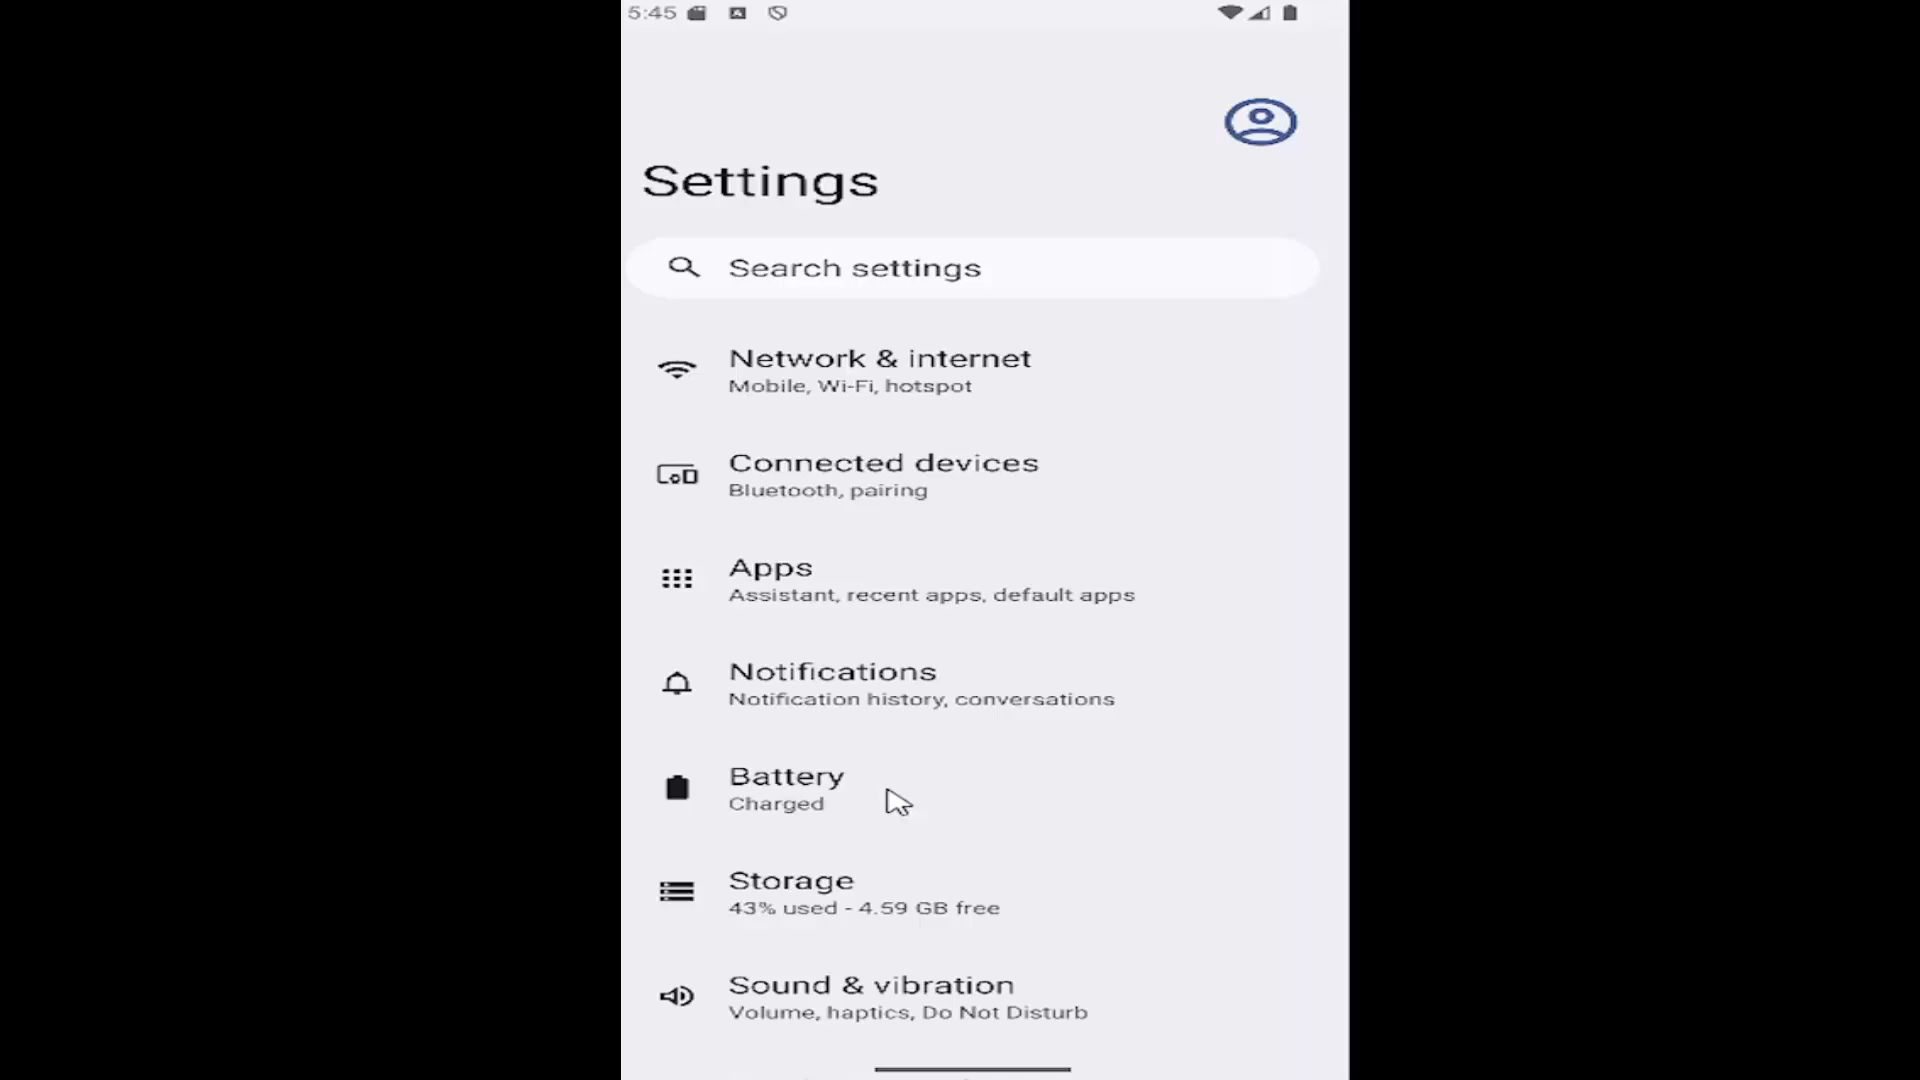 5:45
Settings
Search settings
Network & internet
Mobile, Wi-Fi, hotspot
Connected devices
Bluetooth, pairing
Apps
Assistant, recent apps, default apps
Notifications
Notification history, conversations
Battery
Charged
Storage
43% used - 4.59 GB free
Sound & vibration
Volume, haptics, Do Not Disturb